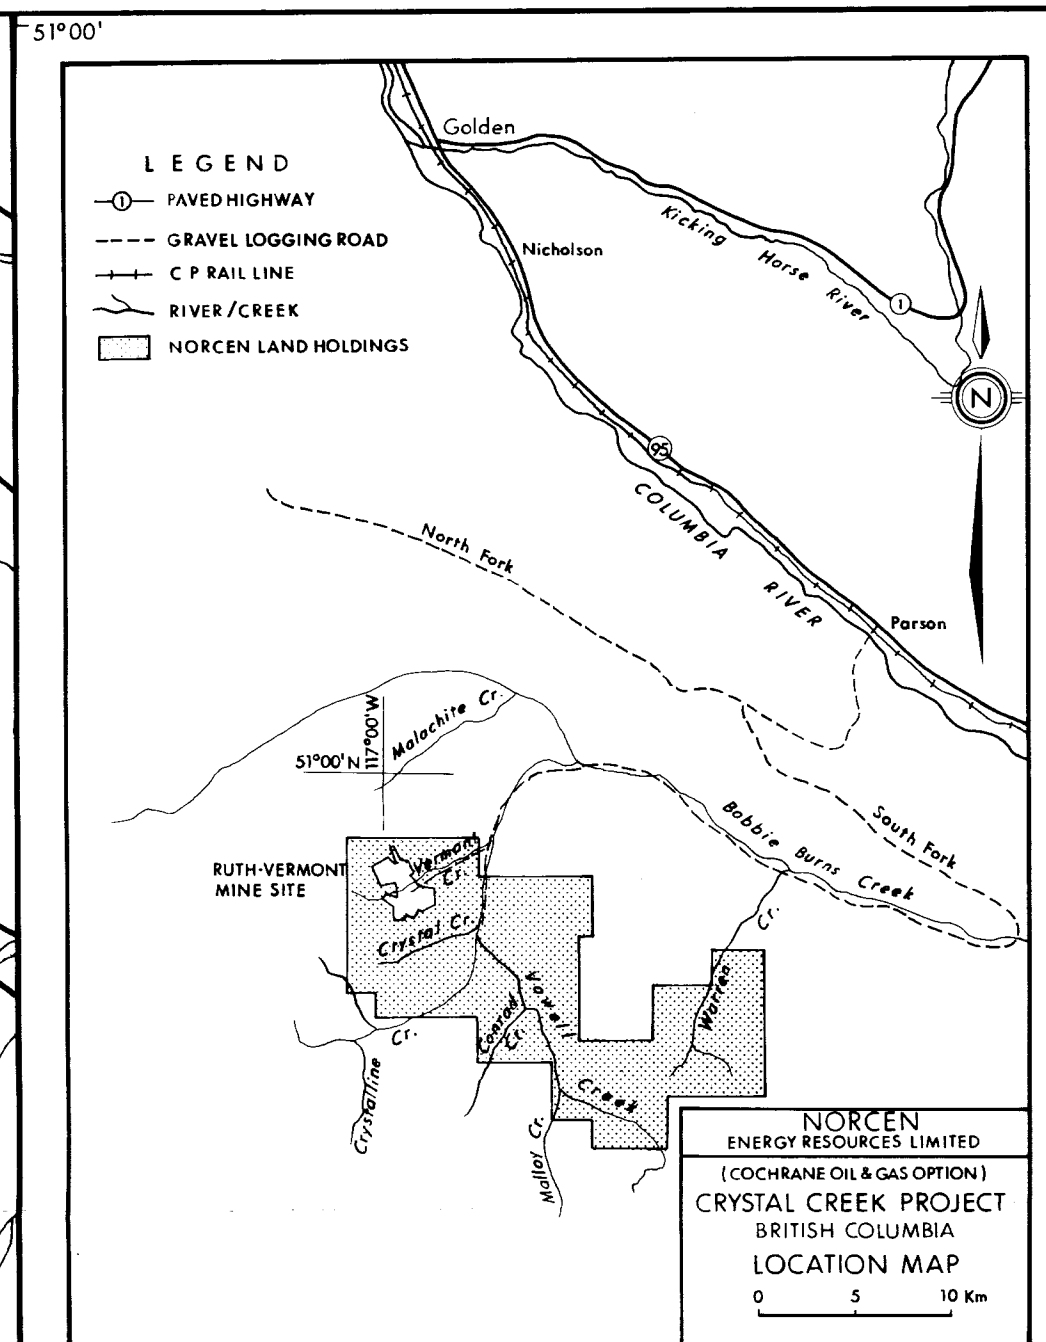 51°00'
LEGEND
1 PAVED HIGHWAY
GRAVEL LOGGING ROAD
C P RAIL LINE
RIVER/CREEK
NORCEN LAND HOLDINGS
Golden
Nicholson
Kicking Horse River
1
N
95
COLUMBIA RIVER
Parson
North Fork
South Fork
Malachite Cr.
117°00'W
51°00'N
Bobbie Burns Creek
RUTH-VERMONT
MINE SITE
Vermont
Cr.
Crystal Cr.
Crystalline Cr.
Conrad
Cr.
Vowell Creek
Warren Cr.
Malloy Cr.
NORCEN
ENERGY RESOURCES LIMITED
(COCHRANE OIL & GAS OPTION)
CRYSTAL CREEK PROJECT
BRITISH COLUMBIA
LOCATION MAP
0 5 10 Km